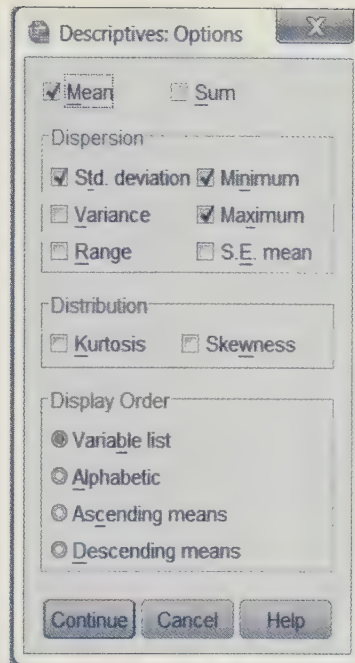 Descriptives: Options
Mean Sum
Dispersion
Std. deviation Minimum
Variance Maximum
Range S.E. mean
Distribution
Kurtosis Skewness
Display Order
Variable list
Alphabetic
Ascending means
Descending means
Continue Cancel Help